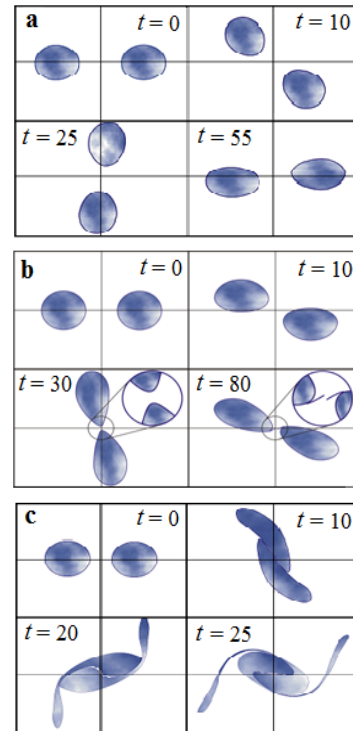 a
t = 0
t = 10
t = 25
t = 55
b
t = 0
t = 10
t = 30
t = 80
c
t = 0
t = 10
t = 20
t = 25